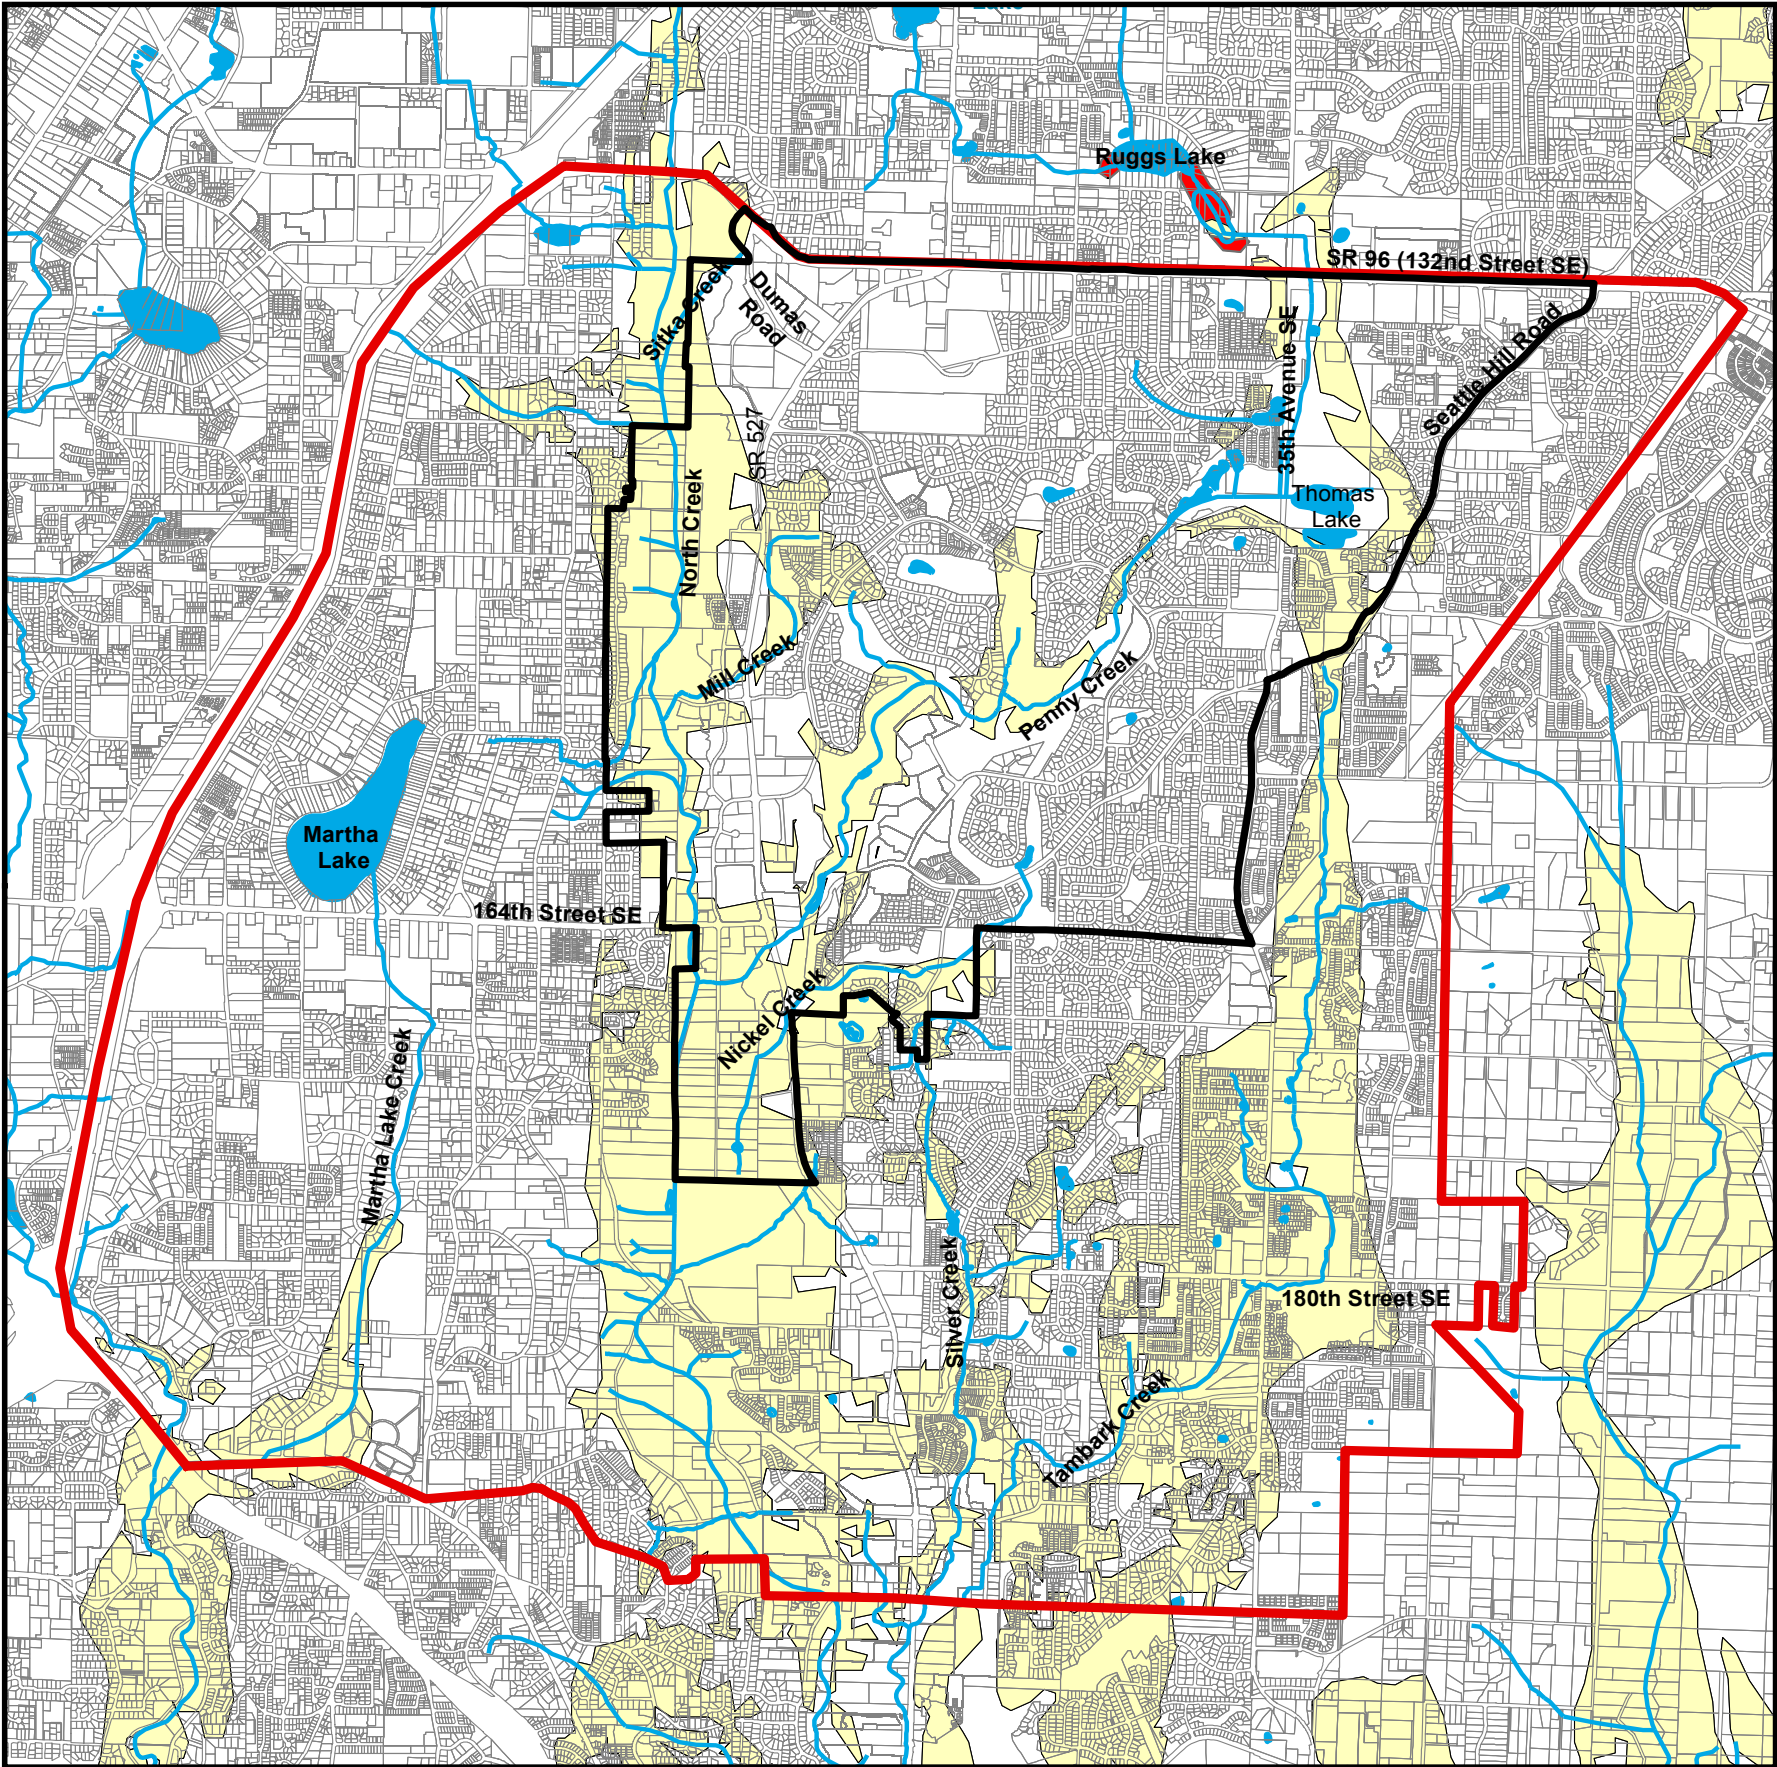 Lake
Ruggs Lake
SR 96 (132nd Street SE)
Sitka Creek
Dumas
Road
35th Avenue SE
Seattle Hill Road
SR 527
North Creek
Thomas
Lake
Mill Creek
Penny Creek
Martha
Lake
164th Street SE
Nickel Creek
Martha Lake Creek
Silver Creek
180th Street SE
Tambark Creek